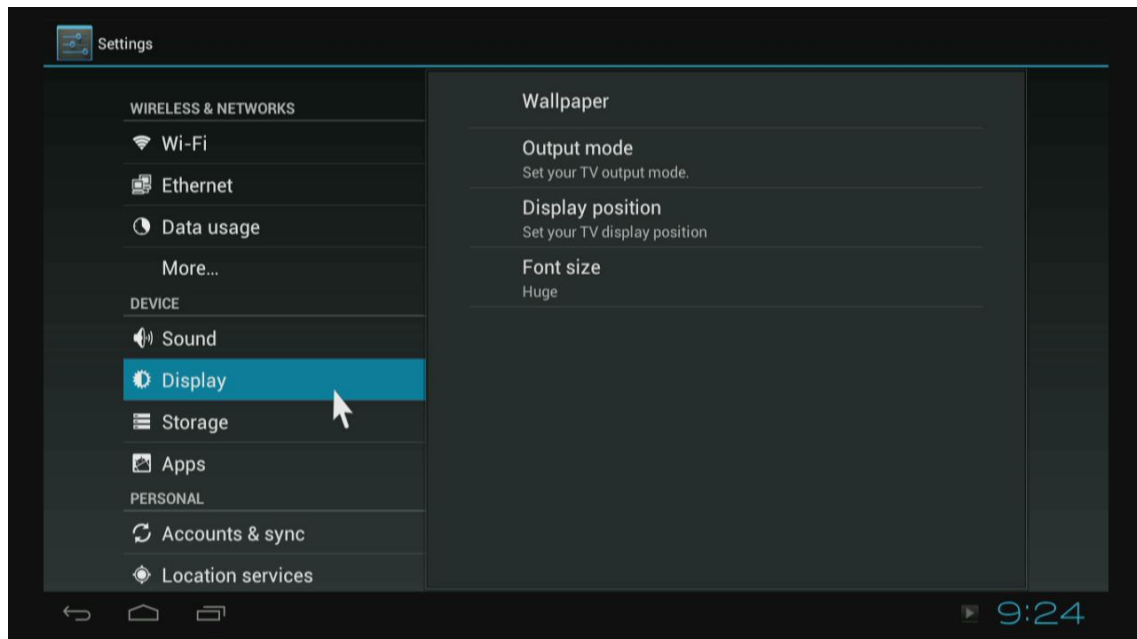 Settings
WIRELESS & NETWORKS
Wi-Fi
Ethernet
Data usage
More...
DEVICE
Sound
Display
Storage
Apps
PERSONAL
Accounts & sync
Location services
Wallpaper
Output mode
Set your TV output mode.
Display position
Set your TV display position
Font size
Huge
9:24